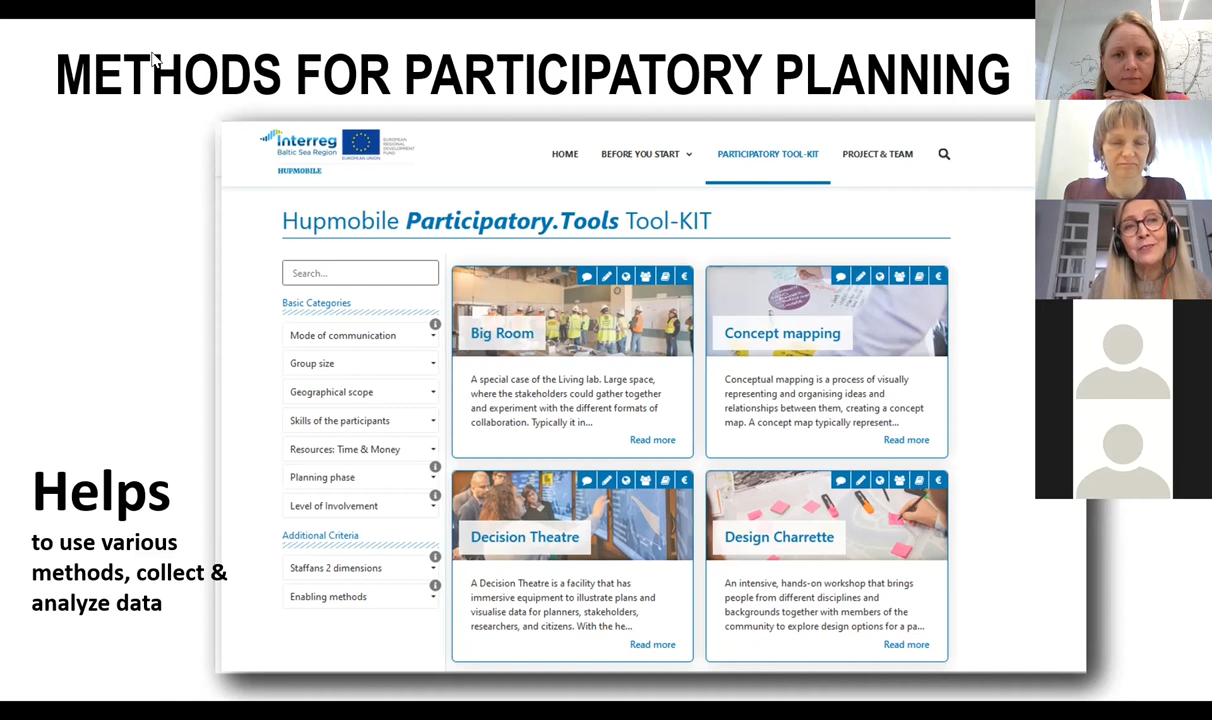 METHODS FOR PARTICIPATORY PLANNING
Interreg
Baltic Sea Region
EUROPEAN UNION
EUROPEAN
REGIONAL
DEVELOPMENT
FUND
HUPMOBILE
HOME
BEFORE YOU START
PARTICIPATORY TOOL-KIT
PROJECT & TEAM
Hupmobile Participatory.Tools Tool-KIT
Search...
Basic Categories
Mode of communication
Group size
Geographical scope
Skills of the participants
Resources: Time & Money
Planning phase
Level of Involvement
Additional Criteria
Staffans 2 dimensions
Enabling methods
Big Room
A special case of the Living lab. Large space,
where the stakeholders could gather together
and experiment with the different formats of
collaboration. Typically it in...
Read more
Concept mapping
Conceptual mapping is a process of visually
representing and organising ideas and
relationships between them, creating a concept
map. A concept map typically represent...
Read more
Decision Theatre
A Decision Theatre is a facility that has
immersive equipment to illustrate plans and
visualise data for planners, stakeholders,
researchers, and citizens. With the he...
Read more
Design Charrette
An intensive, hands-on workshop that brings
people from different disciplines and
backgrounds together with members of the
community to explore design options for a pa...
Read more
Helps
to use various
methods, collect &
analyze data